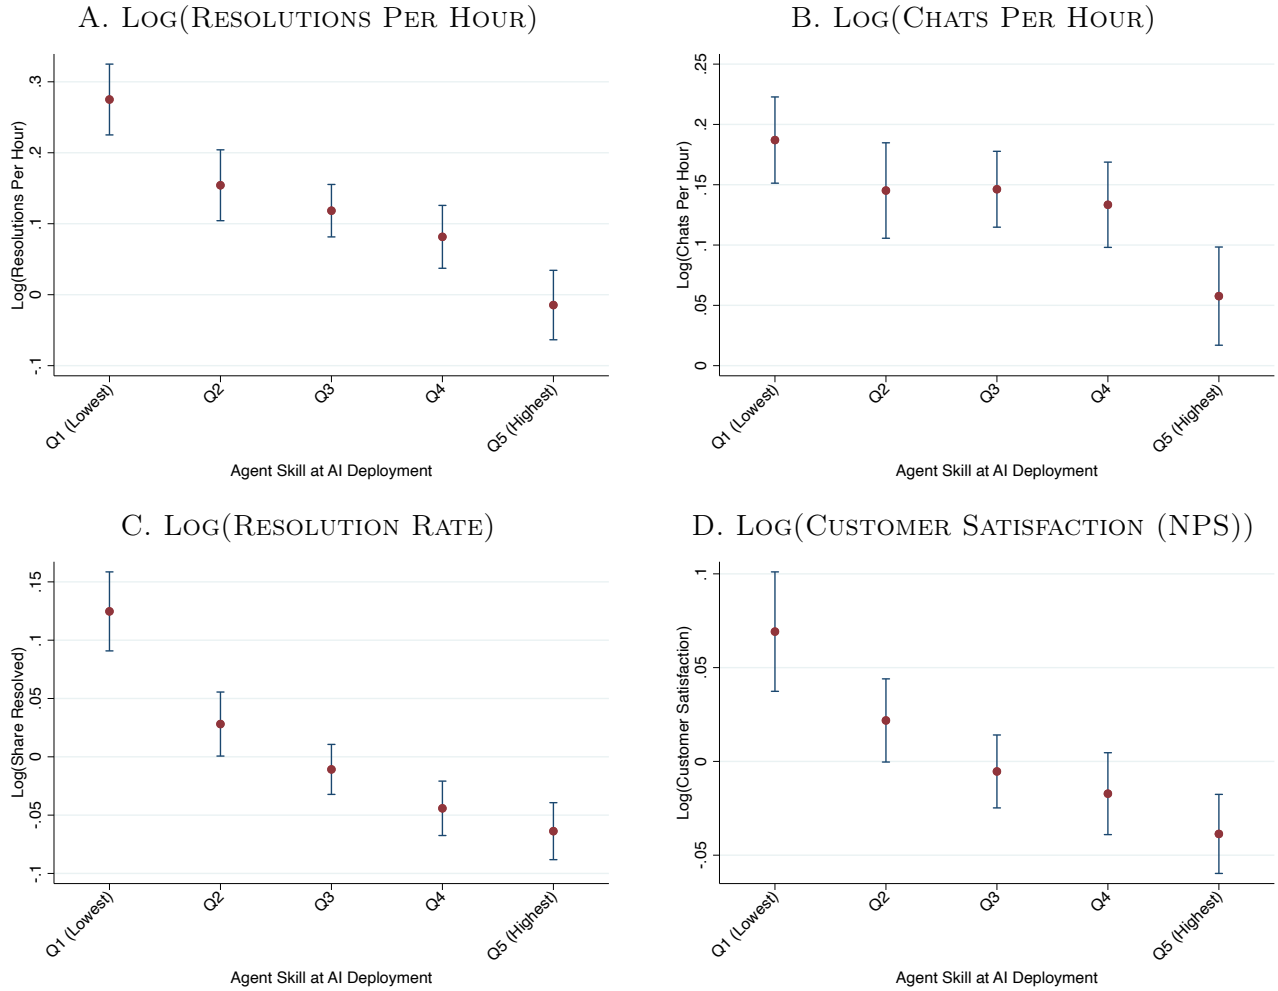 A. Log(Resolutions Per Hour)
Log(Resolutions Per Hour)
.3
.2
.1
0
-.1
Q1 (Lowest)
Q2
Q3
Q4
Q5 (Highest)
Agent Skill at AI Deployment
B. Log(Chats Per Hour)
Log(Chats Per Hour)
.25
.2
.15
.1
.05
0
Q1 (Lowest)
Q2
Q3
Q4
Q5 (Highest)
Agent Skill at AI Deployment
C. Log(Resolution Rate)
Log(Share Resolved)
.15
.1
.05
0
-.05
-.1
Q1 (Lowest)
Q2
Q3
Q4
Q5 (Highest)
Agent Skill at AI Deployment
D. Log(Customer Satisfaction (NPS))
Log(Customer Satisfaction)
.1
.05
0
-.05
Q1 (Lowest)
Q2
Q3
Q4
Q5 (Highest)
Agent Skill at AI Deployment